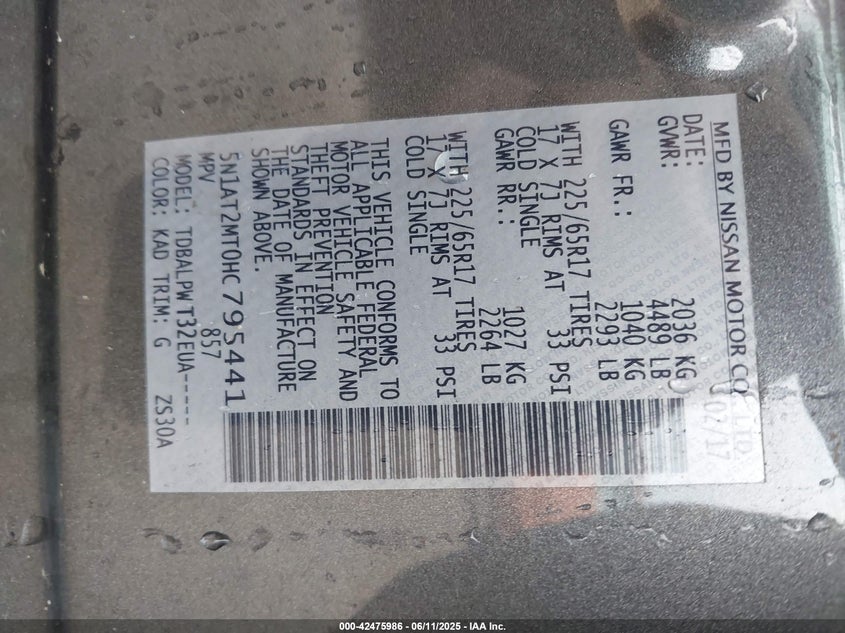 MFD BY NISSAN MOTOR CO., LTD.
DATE: 02/17
GVWR: 2036 KG
4489 LB
GAWR FR.: 1040 KG
2293 LB
WITH 225/65R17 TIRES
17 X 7J RIMS AT 33 PSI
COLD SINGLE
GAWR RR.: 1027 KG
2264 LB
WITH 225/65R17 TIRES
17 X 7J RIMS AT 33 PSI
COLD SINGLE
THIS VEHICLE CONFORMS TO
ALL APPLICABLE FEDERAL
MOTOR VEHICLE SAFETY AND
THEFT PREVENTION
STANDARDS IN EFFECT ON
THE DATE OF MANUFACTURE
SHOWN ABOVE.
5N1AT2MT0HC795441
MPV 857
MODEL: TDBALPWT32EUA-----
COLOR: KAD TRIM: G ZS30A
000-42475986 - 06/11/2025 - IAA Inc.